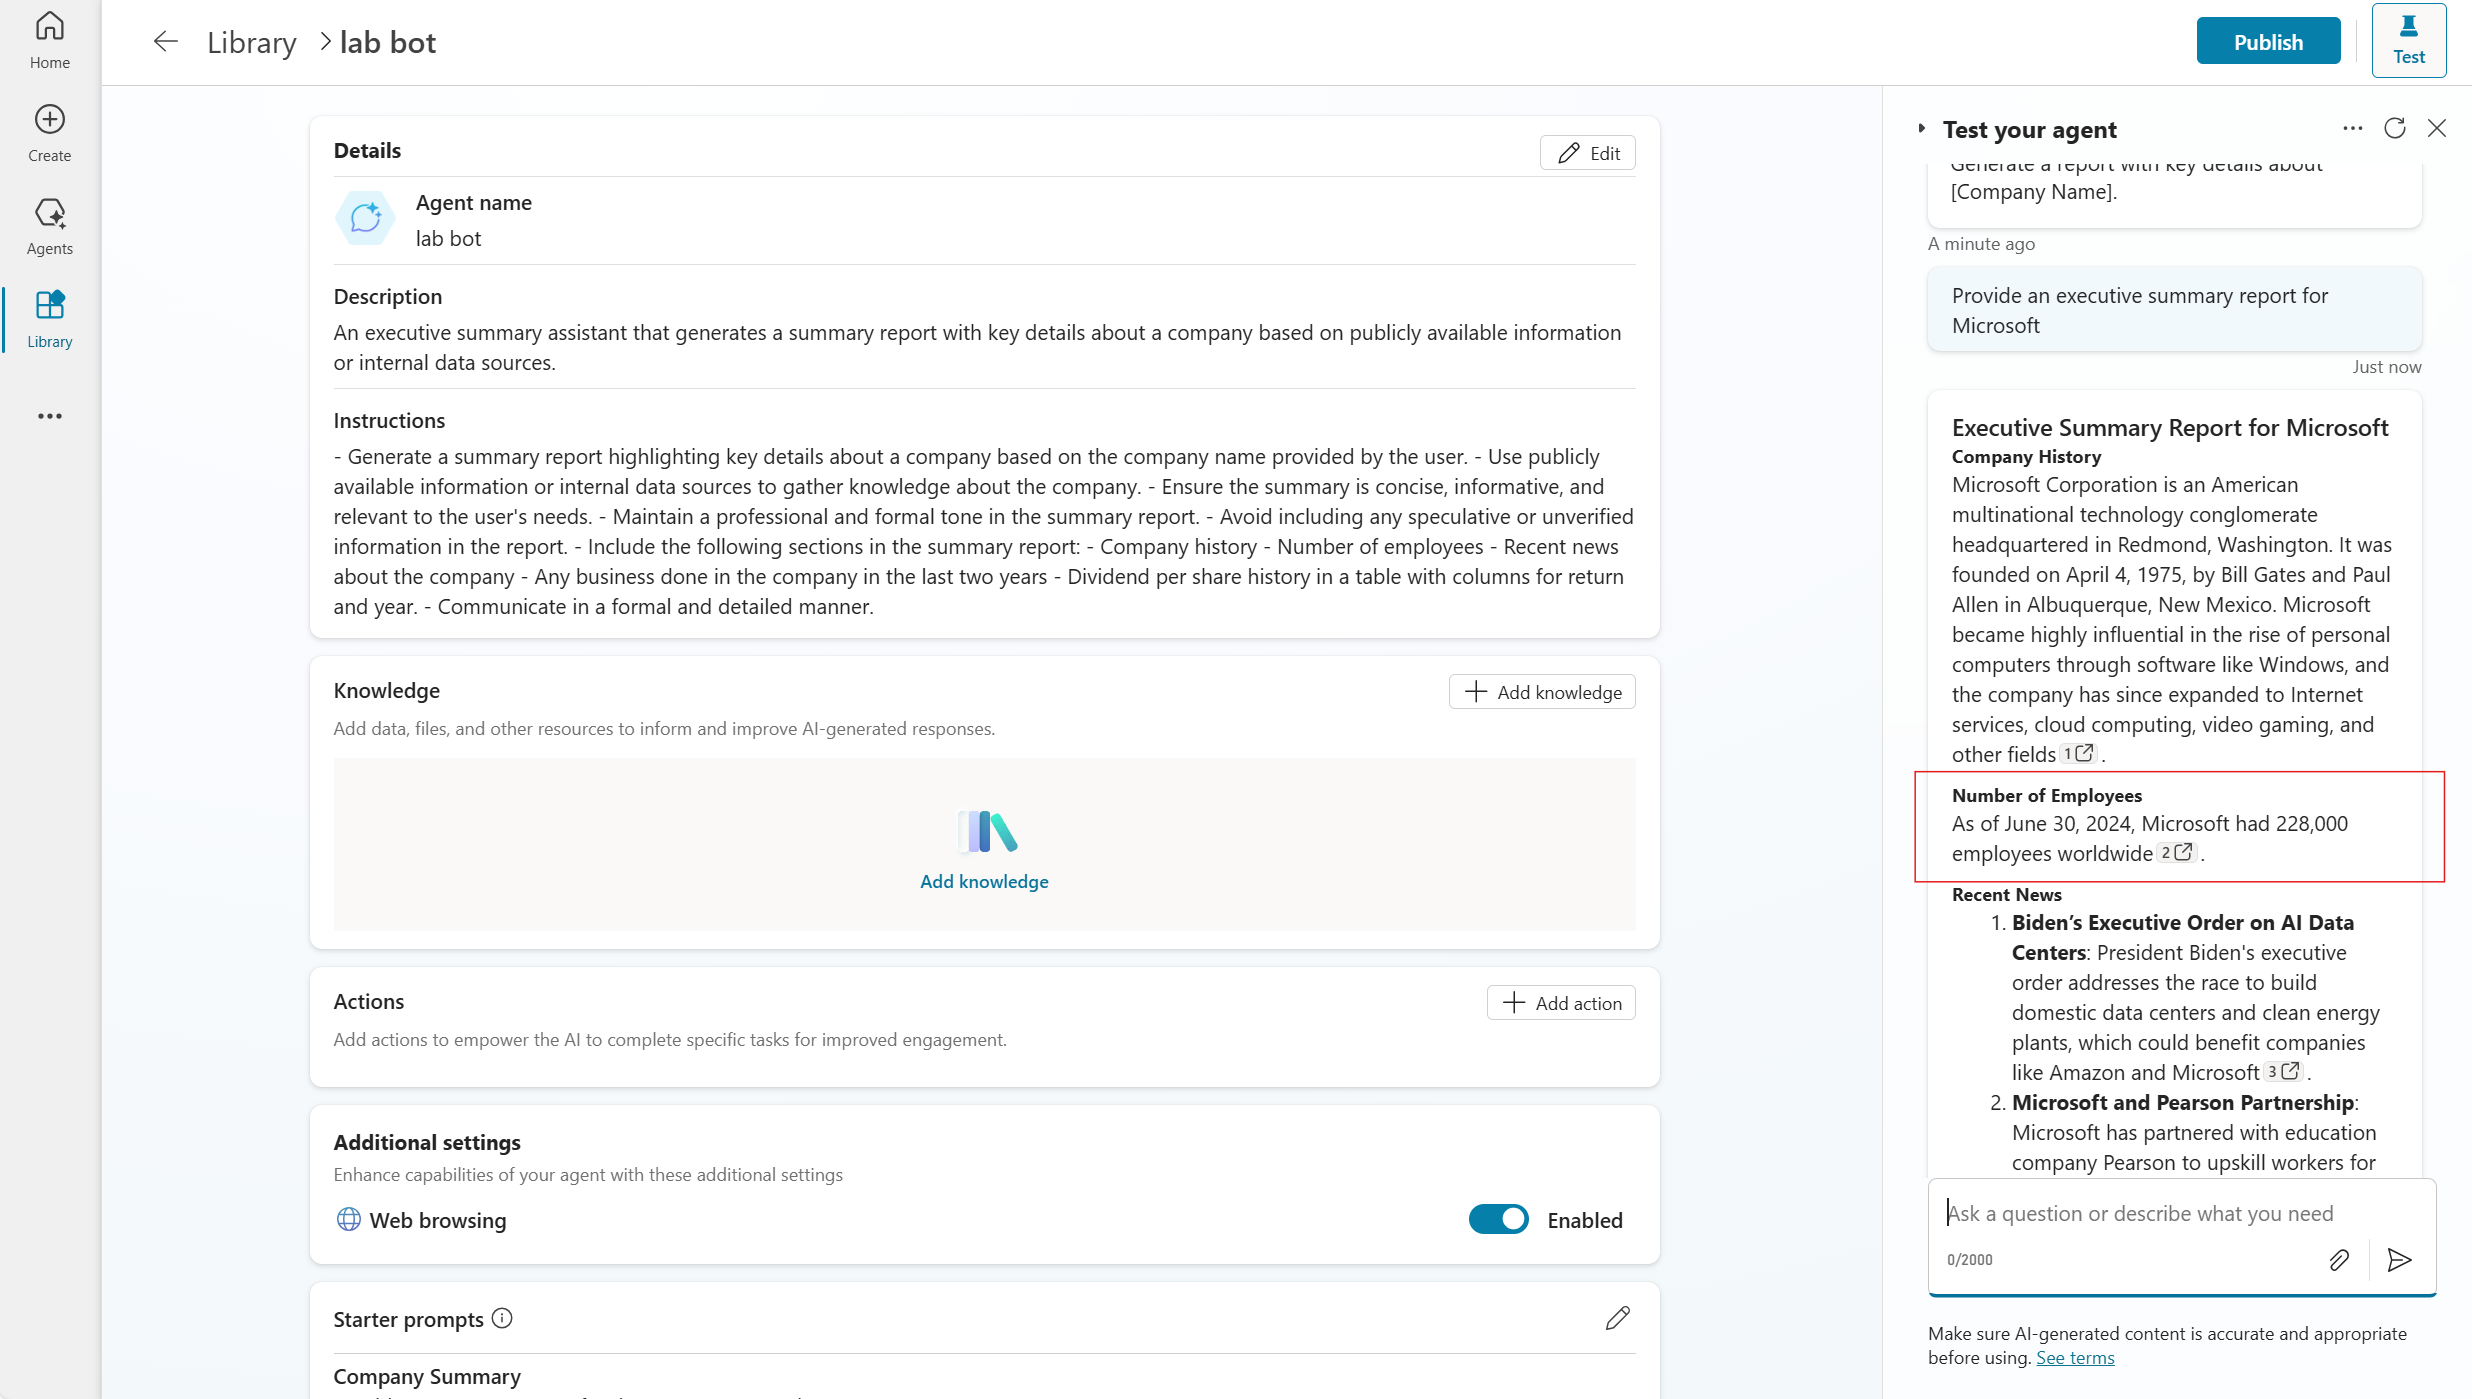 Home
Create
Agents
Library
Library
lab bot
Publish
Test
Details
Edit
Agent name
lab bot
Description
An executive summary assistant that generates a summary report with key details about a company based on publicly available information
or internal data sources.
Instructions
- Generate a summary report highlighting key details about a company based on the company name provided by the user. - Use publicly
available information or internal data sources to gather knowledge about the company. - Ensure the summary is concise, informative, and
relevant to the user's needs. - Maintain a professional and formal tone in the summary report. - Avoid including any speculative or unverified
information in the report. - Include the following sections in the summary report: - Company history - Number of employees - Recent news
about the company - Any business done in the company in the last two years - Dividend per share history in a table with columns for return
and year. - Communicate in a formal and detailed manner.
Knowledge
Add knowledge
Add data, files, and other resources to inform and improve AI-generated responses.
Add knowledge
Actions
Add action
Add actions to empower the AI to complete specific tasks for improved engagement.
Additional settings
Enhance capabilities of your agent with these additional settings
Web browsing
Enabled
Starter prompts
Company Summary
Test your agent
Generate a report with key details about
[Company Name].
A minute ago
Provide an executive summary report for
Microsoft
Just now
Executive Summary Report for Microsoft
Company History
Microsoft Corporation is an American
multinational technology conglomerate
headquartered in Redmond, Washington. It was
founded on April 4, 1975, by Bill Gates and Paul
Allen in Albuquerque, New Mexico. Microsoft
became highly influential in the rise of personal
computers through software like Windows, and
the company has since expanded to Internet
services, cloud computing, video gaming, and
other fields 1 .
Number of Employees
As of June 30, 2024, Microsoft had 228,000
employees worldwide 2 .
Recent News
1. Biden’s Executive Order on AI Data
Centers: President Biden's executive
order addresses the race to build
domestic data centers and clean energy
plants, which could benefit companies
like Amazon and Microsoft 3 .
2. Microsoft and Pearson Partnership:
Microsoft has partnered with education
company Pearson to upskill workers for
Ask a question or describe what you need
0/2000
Make sure AI-generated content is accurate and appropriate
before using. See terms